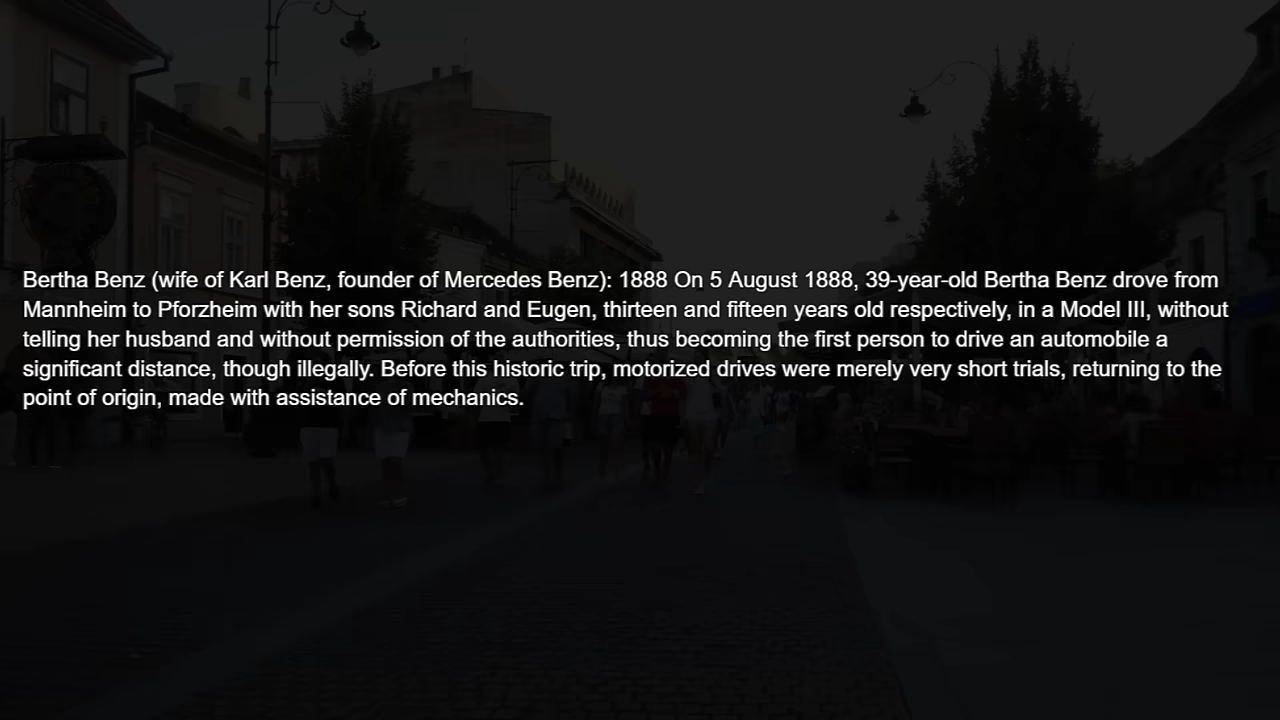 Bertha Benz (wife of Karl Benz, founder of Mercedes Benz): 1888 On 5 August 1888, 39-year-old Bertha Benz drove from
Mannheim to Pforzheim with her sons Richard and Eugen, thirteen and fifteen years old respectively, in a Model III, without
telling her husband and without permission of the authorities, thus becoming the first person to drive an automobile a
significant distance, though illegally. Before this historic trip, motorized drives were merely very short trials, returning to the
point of origin, made with assistance of mechanics.